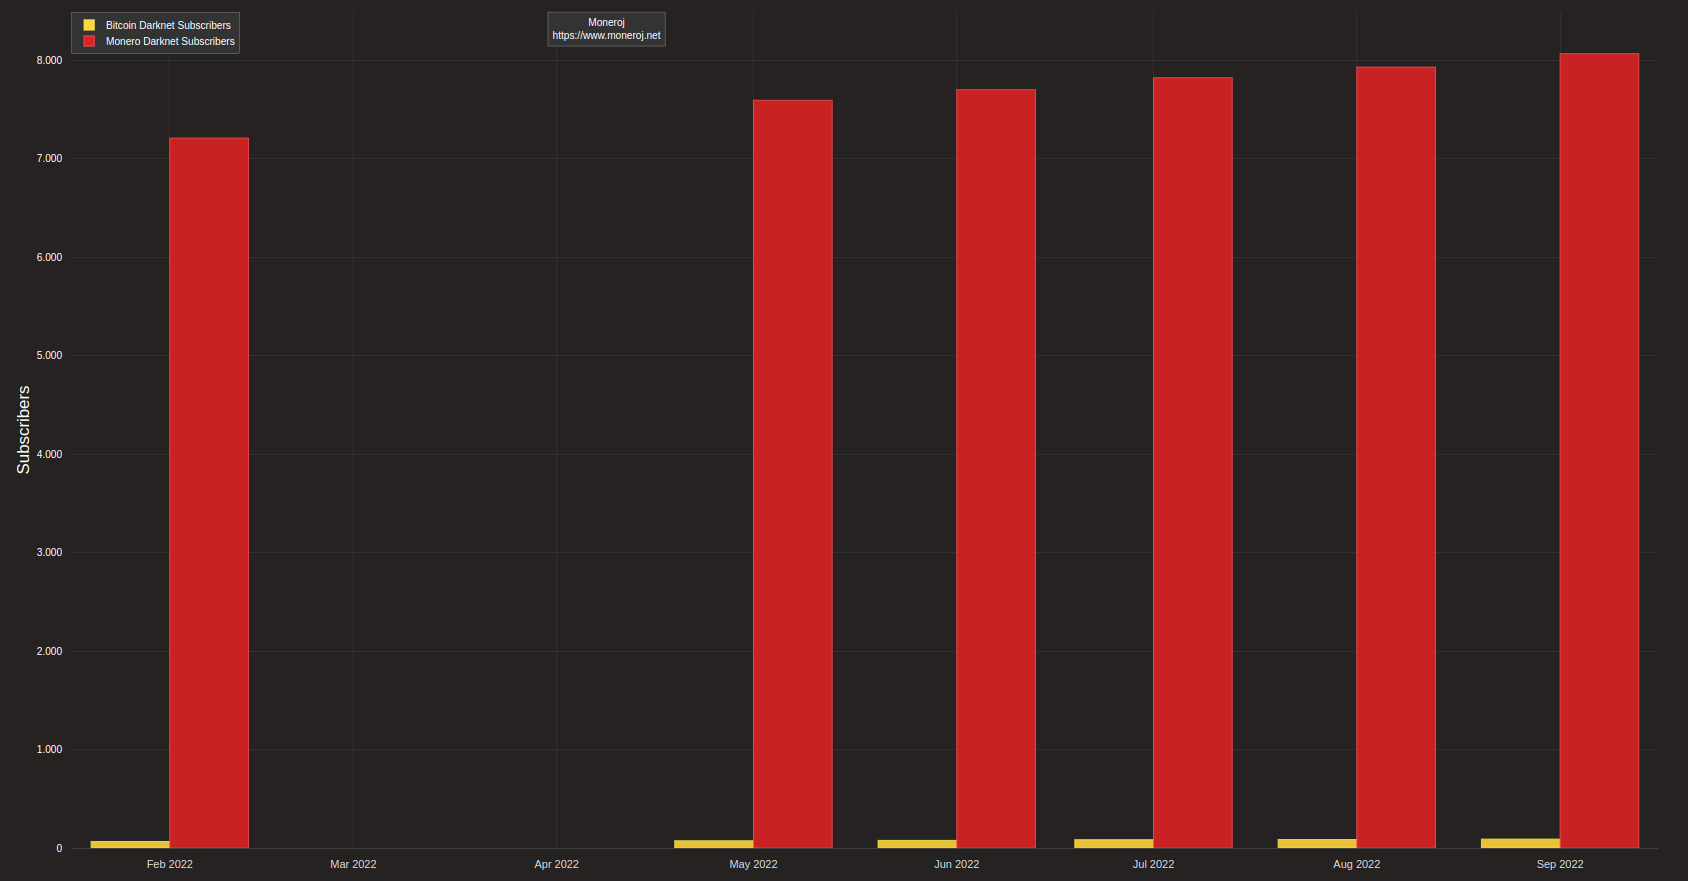 Bitcoin Darknet Subscribers
Monero Darknet Subscribers
Moneroj
https://www.moneroj.net
Subscribers
8.000
7.000
6.000
5.000
4.000
3.000
2.000
1.000
0
Feb 2022 Mar 2022 Apr 2022 May 2022 Jun 2022 Jul 2022 Aug 2022 Sep 2022